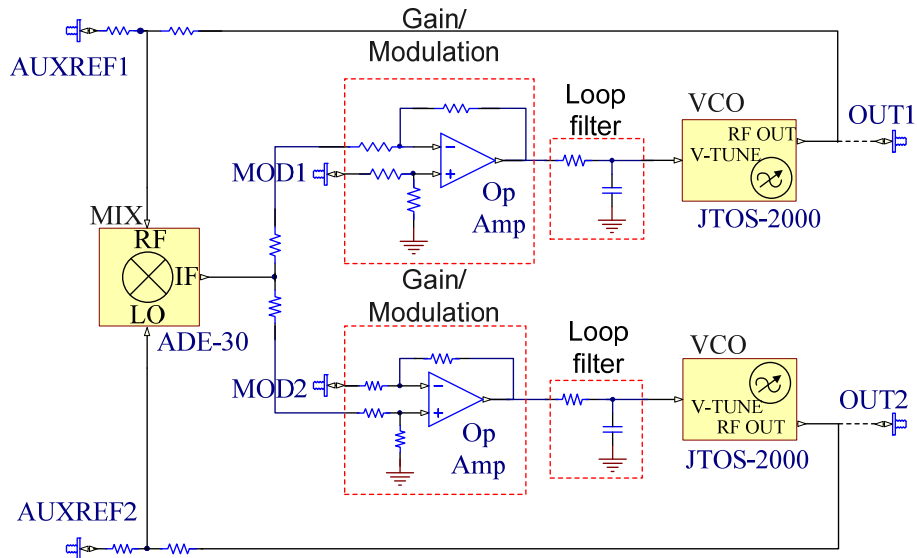 Gain/
Modulation
AUXREF1
Loop
filter
VCO
OUT1
RF OUT
V-TUNE
MOD1
−
+
Op
Amp
JTOS-2000
MIX
RF
IF
LO
ADE-30
Gain/
Modulation
Loop
filter
VCO
MOD2
−
+
V-TUNE
RF OUT
OUT2
Op
Amp
JTOS-2000
AUXREF2